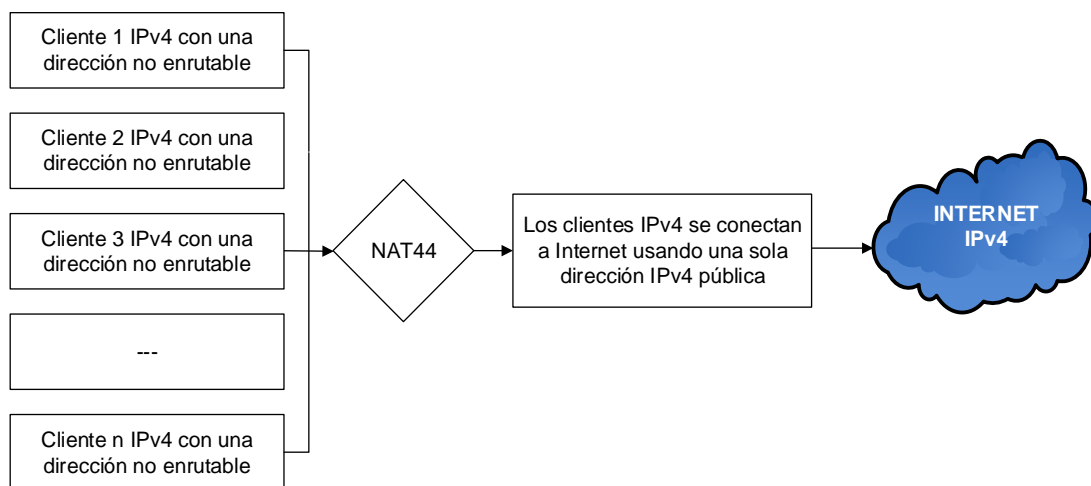 Cliente 1 IPv4 con una
dirección no enrutable
Cliente 2 IPv4 con una
dirección no enrutable
Cliente 3 IPv4 con una
dirección no enrutable
---
Cliente n IPv4 con una
dirección no enrutable
NAT44
Los clientes IPv4 se conectan
a Internet usando una sola
dirección IPv4 pública
INTERNET
IPv4